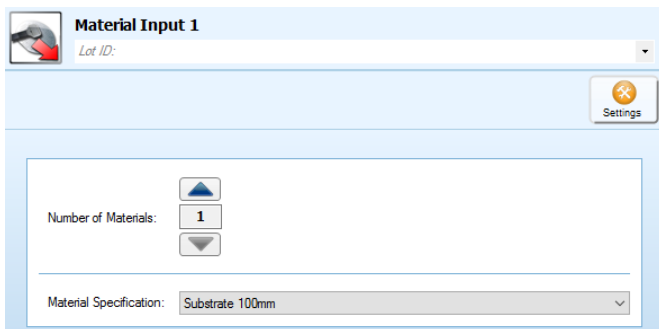 Material Input 1
Lot ID:
Settings
Number of Materials:
1
Material Specification: Substrate 100mm